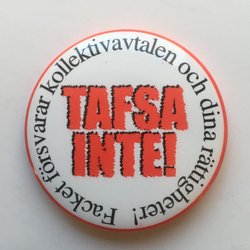 TAFSA
INTE!
Facket försvarar kollektivavtalen och dina rättigheter!